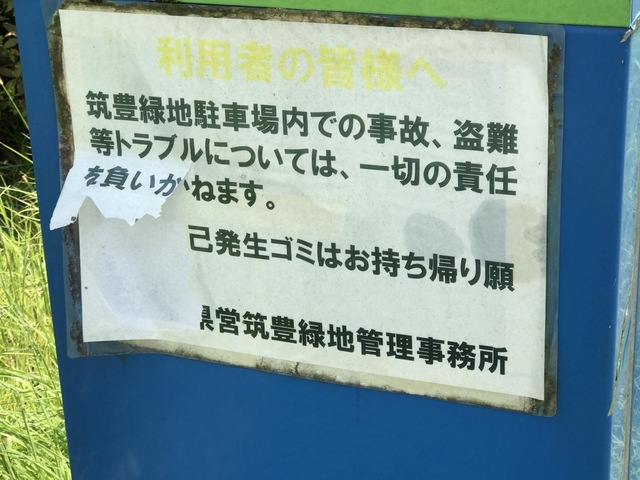 利用者の皆様へ
筑豊緑地駐車場内での事故、盗難
等トラブルについては、一切の責任
を負いかねます。
己発生ゴミはお持ち帰り願
県営筑豊緑地管理事務所